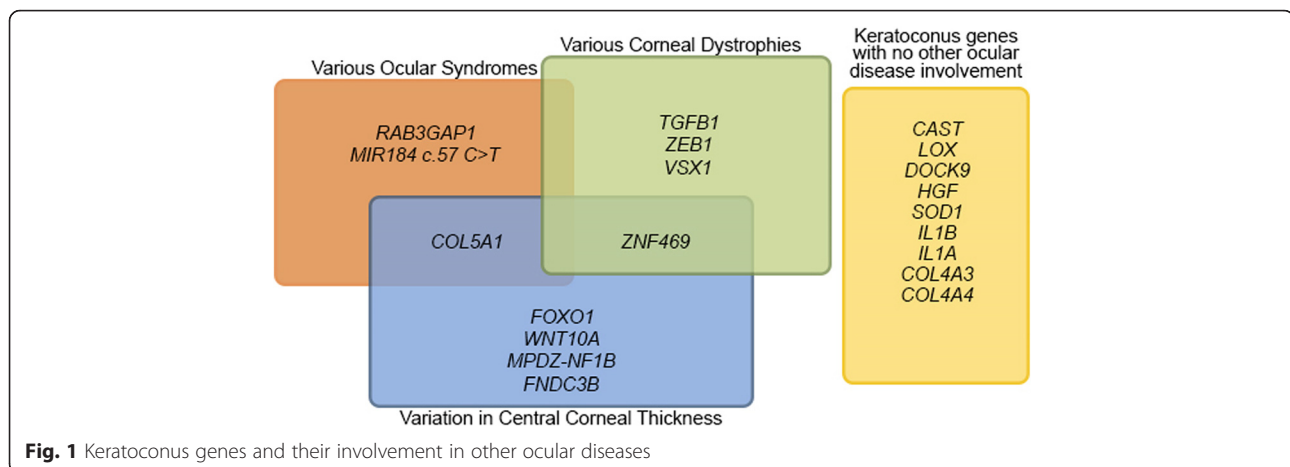 Various Ocular Syndromes
RAB3GAP1
MIR184 c.57 C>T
Various Corneal Dystrophies
TGFB1
ZEB1
VSX1
COL5A1
ZNF469
FOXO1
WNT10A
MPDZ-NF1B
FNDC3B
Variation in Central Corneal Thickness
Keratoconus genes
with no other ocular
disease involvement
CAST
LOX
DOCK9
HGF
SOD1
IL1B
IL1A
COL4A3
COL4A4
Fig. 1 Keratoconus genes and their involvement in other ocular diseases